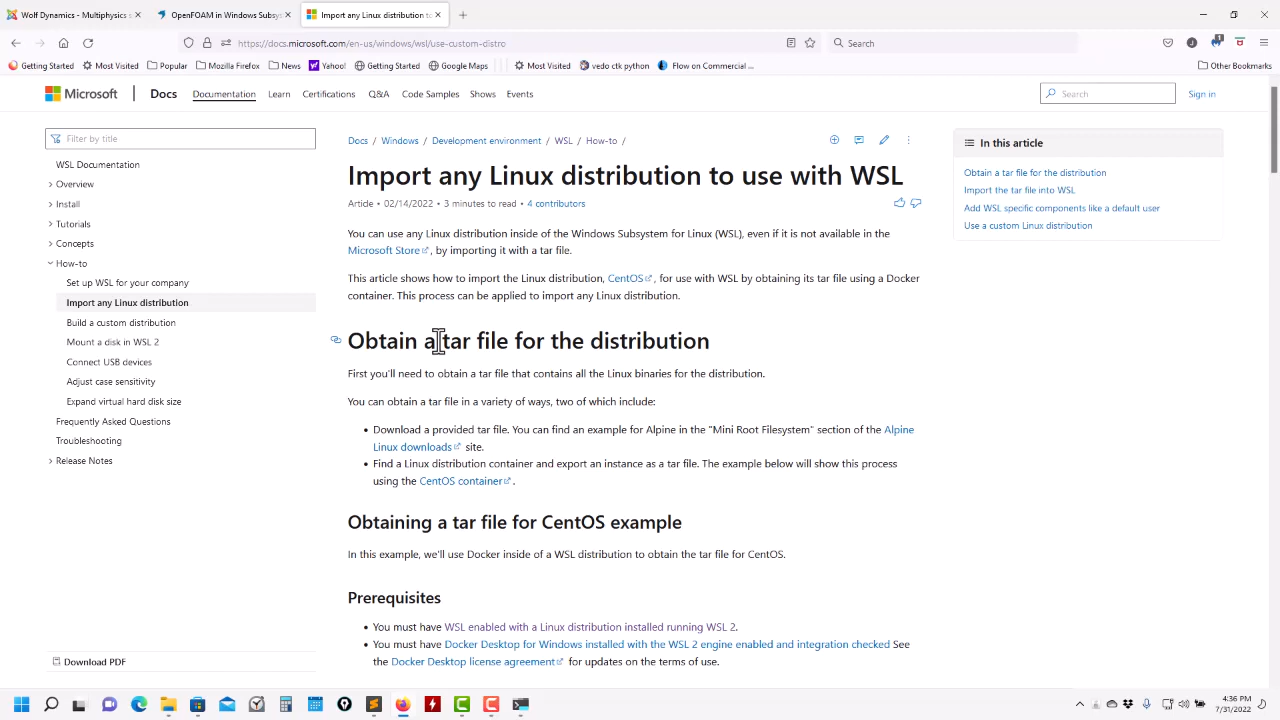 Wolf Dynamics - Multiphysics s
OpenFOAM in Windows Subsys
Import any Linux distribution to
https://docs.microsoft.com/en-us/windows/wsl/use-custom-distro
Search
Getting Started
Most Visited
Popular
Mozilla Firefox
News
Yahoo!
Getting Started
Google Maps
Most Visited
vedo ctk python
Flow on Commercial ...
Other Bookmarks
Microsoft
Docs
Documentation
Learn
Certifications
Q&A
Code Samples
Shows
Events
Search
Sign in
Filter by title
WSL Documentation
Overview
Install
Tutorials
Concepts
How-to
Set up WSL for your company
Import any Linux distribution
Build a custom distribution
Mount a disk in WSL 2
Connect USB devices
Adjust case sensitivity
Expand virtual hard disk size
Frequently Asked Questions
Troubleshooting
Release Notes
Download PDF
Docs / Windows / Development environment / WSL / How-to /
Import any Linux distribution to use with WSL
Article • 02/14/2022 • 3 minutes to read • 4 contributors
You can use any Linux distribution inside of the Windows Subsystem for Linux (WSL), even if it is not available in the
Microsoft Store, by importing it with a tar file.
This article shows how to import the Linux distribution, CentOS, for use with WSL by obtaining its tar file using a Docker
container. This process can be applied to import any Linux distribution.
Obtain a tar file for the distribution
First you'll need to obtain a tar file that contains all the Linux binaries for the distribution.
You can obtain a tar file in a variety of ways, two of which include:
• Download a provided tar file. You can find an example for Alpine in the "Mini Root Filesystem" section of the Alpine
Linux downloads site.
• Find a Linux distribution container and export an instance as a tar file. The example below will show this process
using the CentOS container.
Obtaining a tar file for CentOS example
In this example, we'll use Docker inside of a WSL distribution to obtain the tar file for CentOS.
Prerequisites
• You must have WSL enabled with a Linux distribution installed running WSL 2.
• You must have Docker Desktop for Windows installed with the WSL 2 engine enabled and integration checked See
the Docker Desktop license agreement for updates on the terms of use.
In this article
Obtain a tar file for the distribution
Import the tar file into WSL
Add WSL specific components like a default user
Use a custom Linux distribution
4:36 PM
7/31/2022